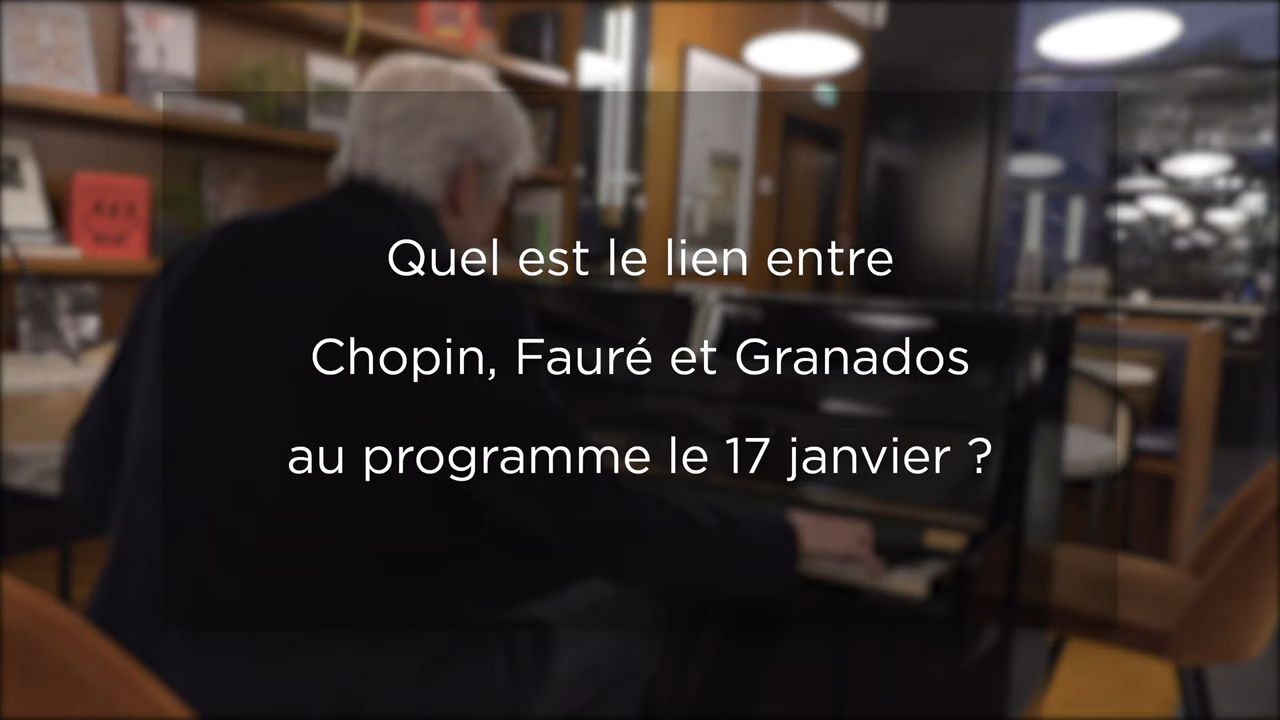 Quel est le lien entre
Chopin, Fauré et Granados
au programme le 17 janvier ?